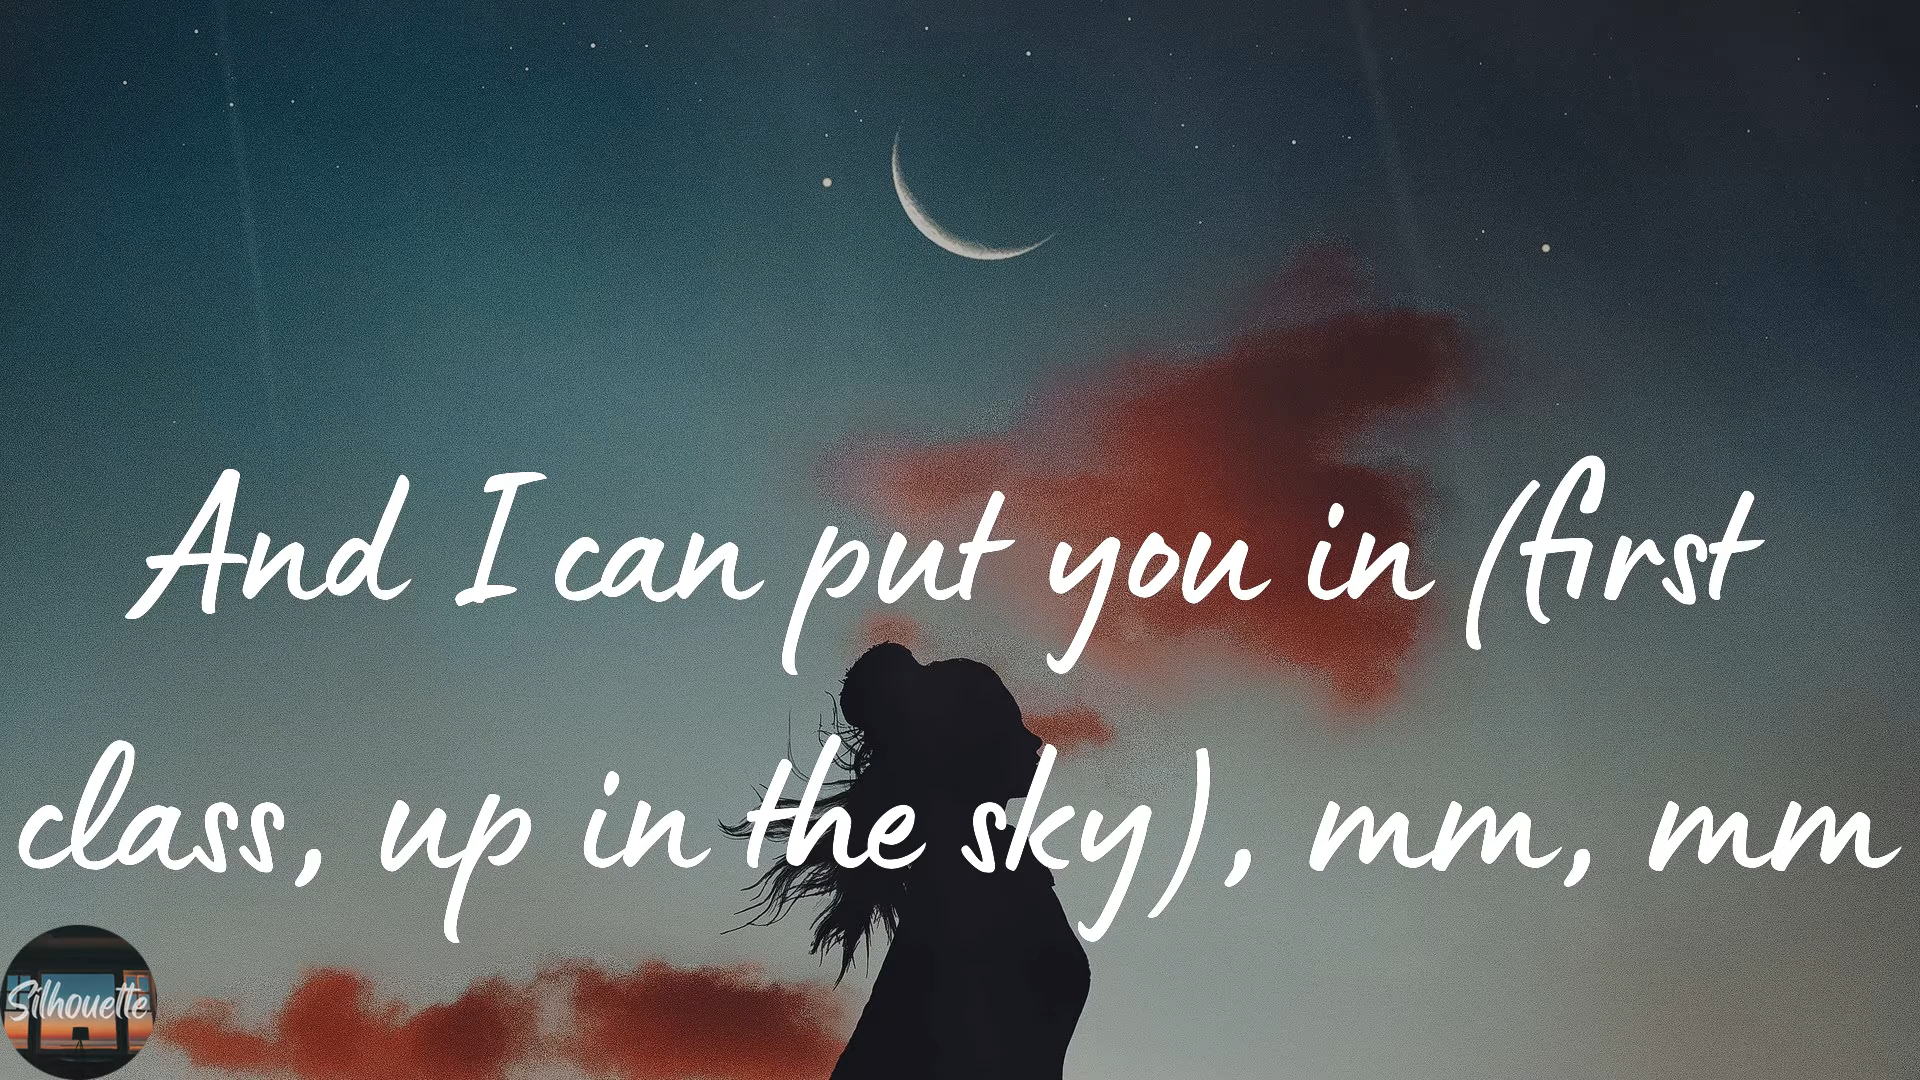 And I can put you in (first
class, up in the sky), mm, mm
Silhouette